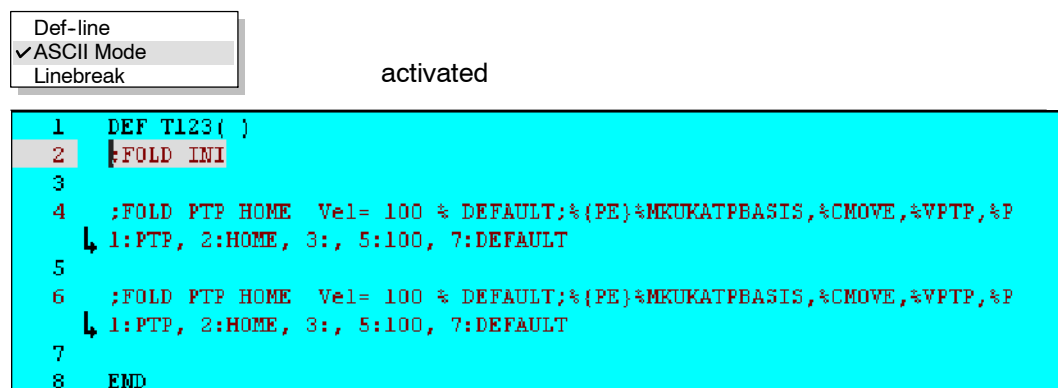 Def-line
✓ASCII Mode
Linebreak
activated
1 DEF T123( )
2 ;FOLD INI
3
4 ;FOLD PTP HOME  Vel= 100 % DEFAULT;%{PE}%MKUKATPBASIS,%CMOVE,%VPTP,%P
1:PTP, 2:HOME, 3:, 5:100, 7:DEFAULT
5
6 ;FOLD PTP HOME  Vel= 100 % DEFAULT;%{PE}%MKUKATPBASIS,%CMOVE,%VPTP,%P
1:PTP, 2:HOME, 3:, 5:100, 7:DEFAULT
7
8 END